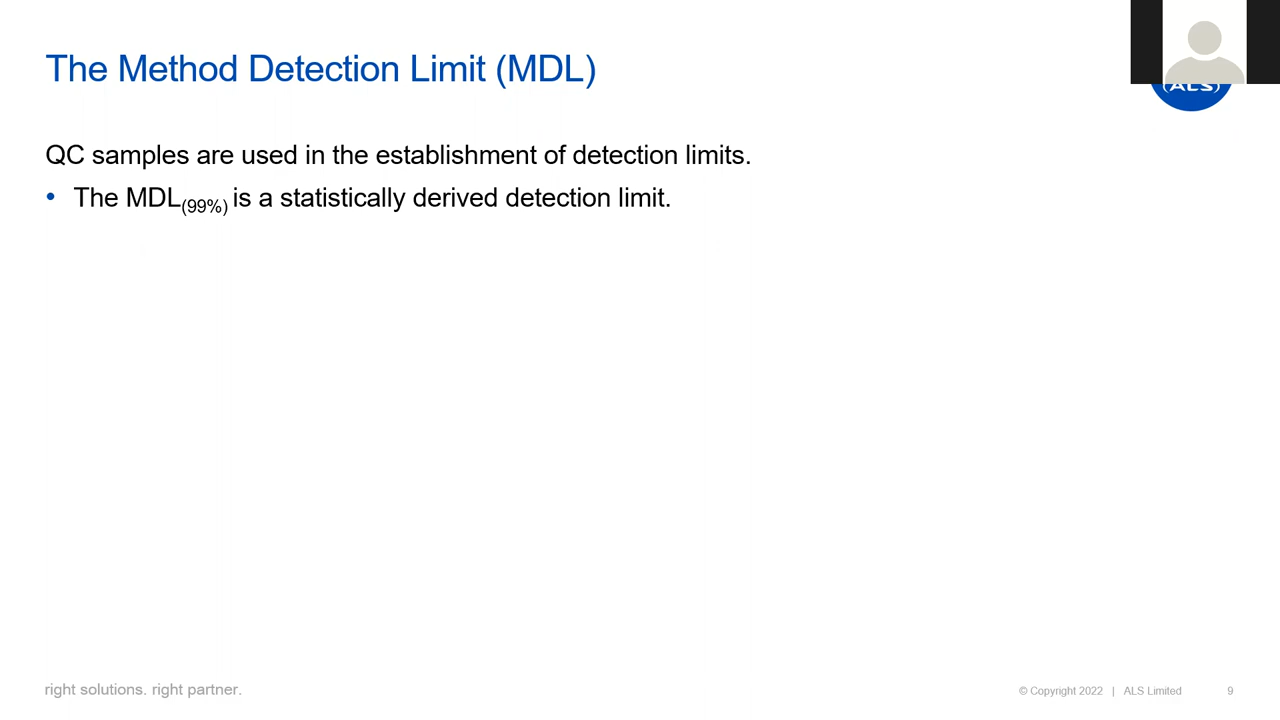 The Method Detection Limit (MDL)
(ALS)
QC samples are used in the establishment of detection limits.
• The MDL(99%) is a statistically derived detection limit.
right solutions. right partner.
© Copyright 2022 | ALS Limited 9